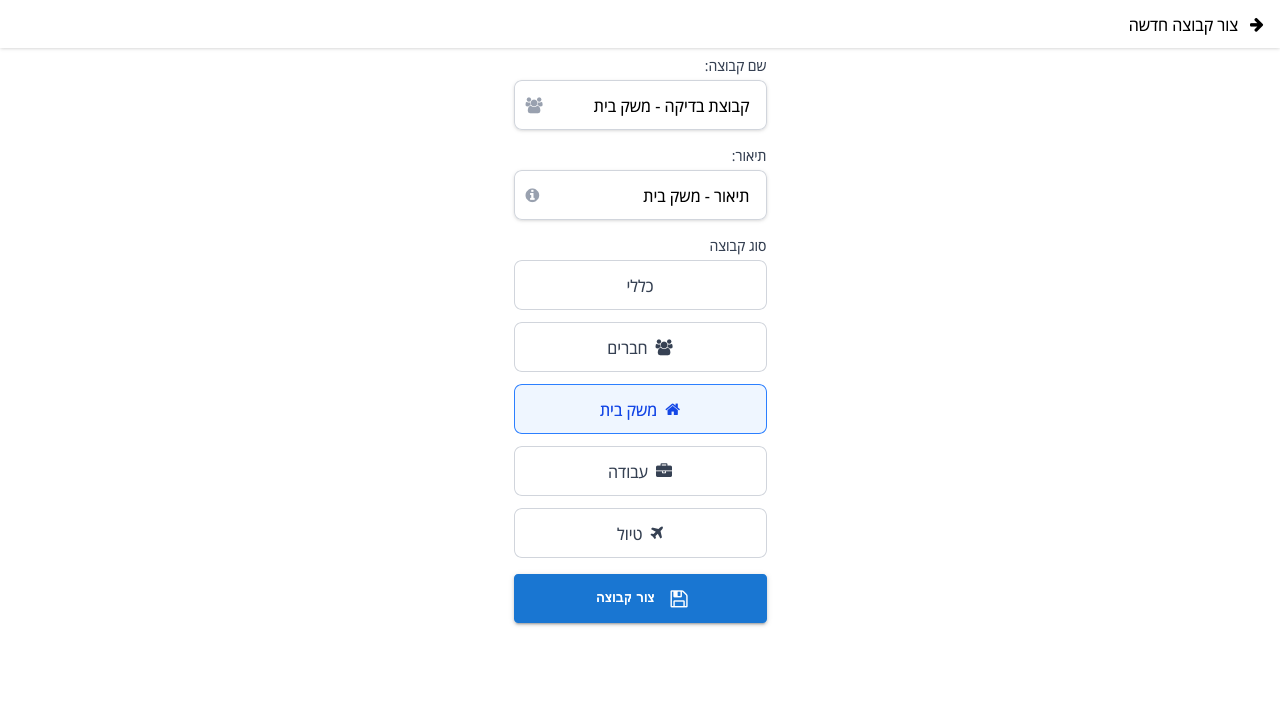 צור קבוצה חדשה
שם קבוצה:
קבוצת בדיקה - משק בית
תיאור:
תיאור - משק בית
סוג קבוצה
כללי
חברים
משק בית
עבודה
טיול
צור קבוצה